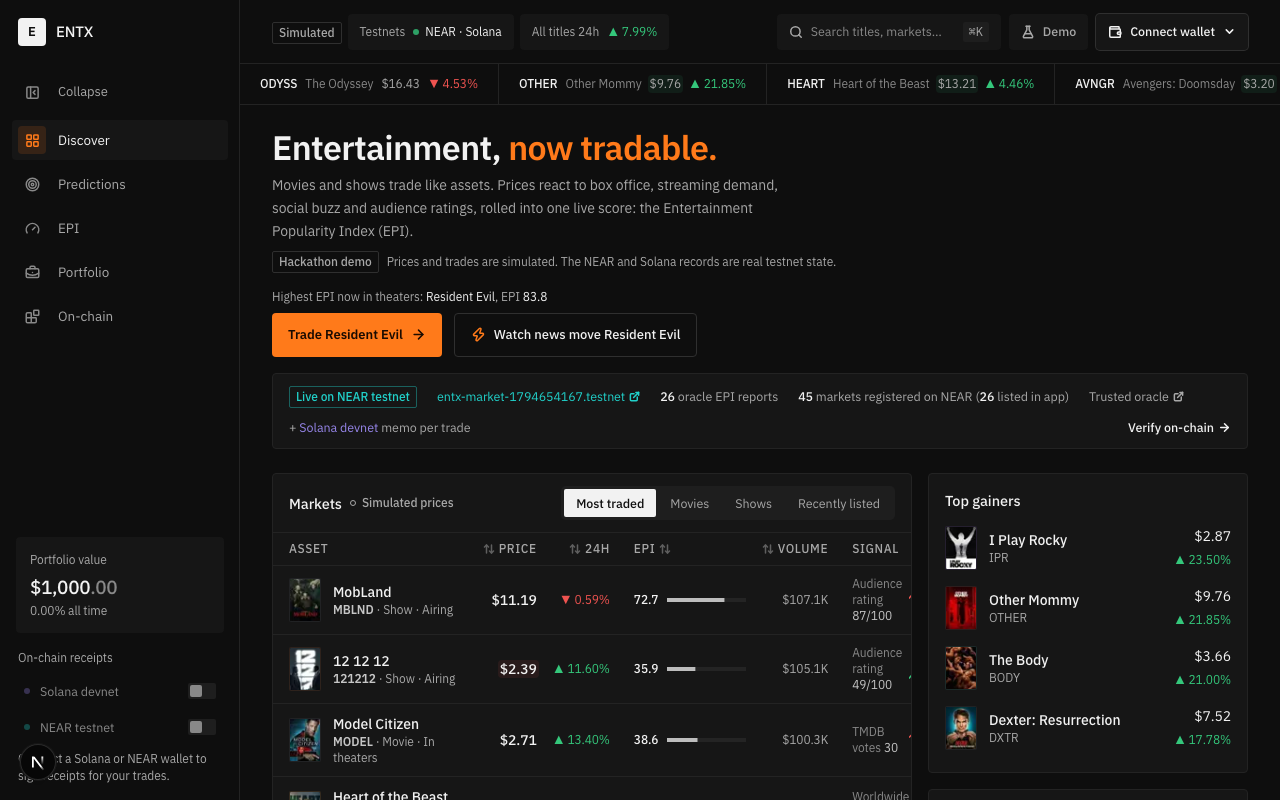 E ENTX
Collapse
Discover
Predictions
EPI
Portfolio
On-chain
Portfolio value
$1,000.00
0.00% all time
On-chain receipts
Solana devnet
NEAR testnet
a Solana or NEAR wallet to
receipts for your trades.
N
Simulated
Testnets NEAR · Solana
All titles 24h ▲ 7.99%
Search titles, markets... ⌘K
Demo
Connect wallet
ODYSS The Odyssey $16.43 ▼ 4.53%
OTHER Other Mommy $9.76 ▲ 21.85%
HEART Heart of the Beast $13.21 ▲ 4.46%
AVNGR Avengers: Doomsday $3.20
Entertainment, now tradable.
Movies and shows trade like assets. Prices react to box office, streaming demand,
social buzz and audience ratings, rolled into one live score: the Entertainment
Popularity Index (EPI).
Hackathon demo Prices and trades are simulated. The NEAR and Solana records are real testnet state.
Highest EPI now in theaters: Resident Evil, EPI 83.8
Trade Resident Evil →
Watch news move Resident Evil
Live on NEAR testnet entx-market-1794654167.testnet 26 oracle EPI reports 45 markets registered on NEAR (26 listed in app) Trusted oracle
+ Solana devnet memo per trade Verify on-chain →
Markets Simulated prices
Most traded Movies Shows Recently listed
ASSET PRICE 24H EPI VOLUME SIGNAL
MobLand
MBLND · Show · Airing
$11.19 ▼ 0.59% 72.7 $107.1K
Audience
rating
87/100
12 12 12
121212 · Show · Airing
$2.39 ▲ 11.60% 35.9 $105.1K
Audience
rating
49/100
Model Citizen
MODEL · Movie · In
theaters
$2.71 ▲ 13.40% 38.6 $100.3K
TMDB
votes 30
Heart of the Beast
Worldwide
Top gainers
I Play Rocky $2.87
IPR ▲ 23.50%
Other Mommy $9.76
OTHER ▲ 21.85%
The Body $3.66
BODY ▲ 21.00%
Dexter: Resurrection $7.52
DXTR ▲ 17.78%